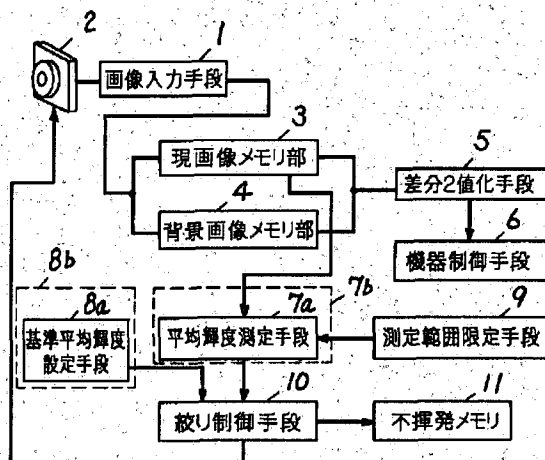 2
1
画像入力手段
3
現画像メモリ部
4
背景画像メモリ部
5
差分2値化手段
6
機器制御手段
8b
8a
基準平均輝度
設定手段
7a
7b
平均輝度測定手段
9
測定範囲限定手段
10
絞り制御手段
11
不揮発メモリ